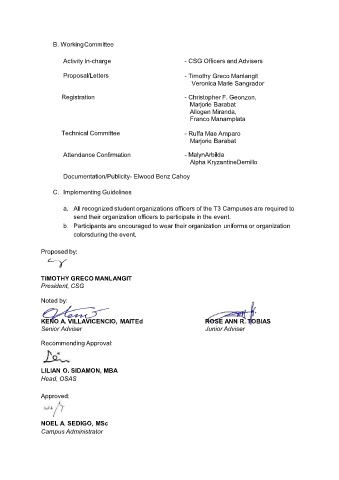 B. WorkingCommittee
Activity In-charge - CSG Officers and Advisers
Proposal/Letters - Timothy Greco Manlangit
Veronica Marie Sangrador
Registration - Christopher F. Geonzon,
Marjorie Barabat
Allogen Miranda,
Franco Manamplata
Technical Committee - Ruffa Mae Amparo
Marjorie Barabat
Attendance Confirmation - MalynArbilda
Alpha KryzantineDemillo
Documentation/Publicity- Elwood Benz Cahoy
C. Implementing Guidelines
a. All recognized student organizations officers of the T3 Campuses are required to
send their organization officers to participate in the event.
b. Participants are encouraged to wear their organization uniforms or organization
colorsduring the event.
Proposed by:
TIMOTHY GRECO MANLANGIT
President, CSG
Noted by:
KENO A. VILLAVICENCIO, MAITEd ROSE ANN R. TOBIAS
Senior Adviser Junior Adviser
Recommending Approval:
LILIAN O. SIDAMON, MBA
Head, OSAS
Approved:
NOEL A. SEDIGO, MSc
Campus Administrator